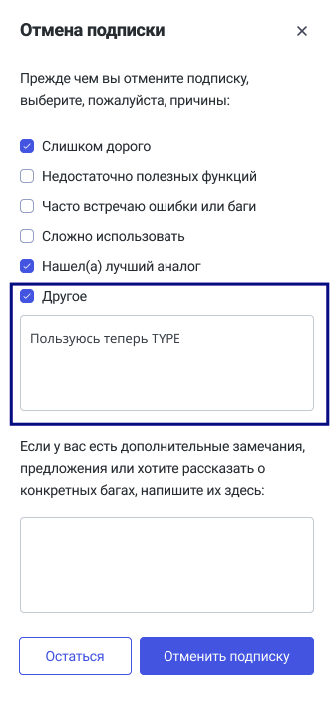 Отмена подписки
Прежде чем вы отмените подписку,
выберите, пожалуйста, причины:
Слишком дорого
Недостаточно полезных функций
Часто встречаю ошибки или баги
Сложно использовать
Нашел(а) лучший аналог
Другое
Пользуюсь теперь TYPE
Если у вас есть дополнительные замечания,
предложения или хотите рассказать о
конкретных багах, напишите их здесь:
Остаться
Отменить подписку